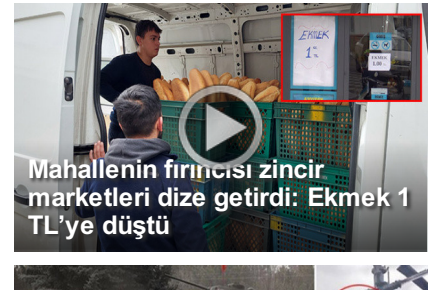 EKMEK
1
EKMEK
1.00
Mahallenin fırıncısı zincir
marketleri dize getirdi: Ekmek 1
TL’ye düştü